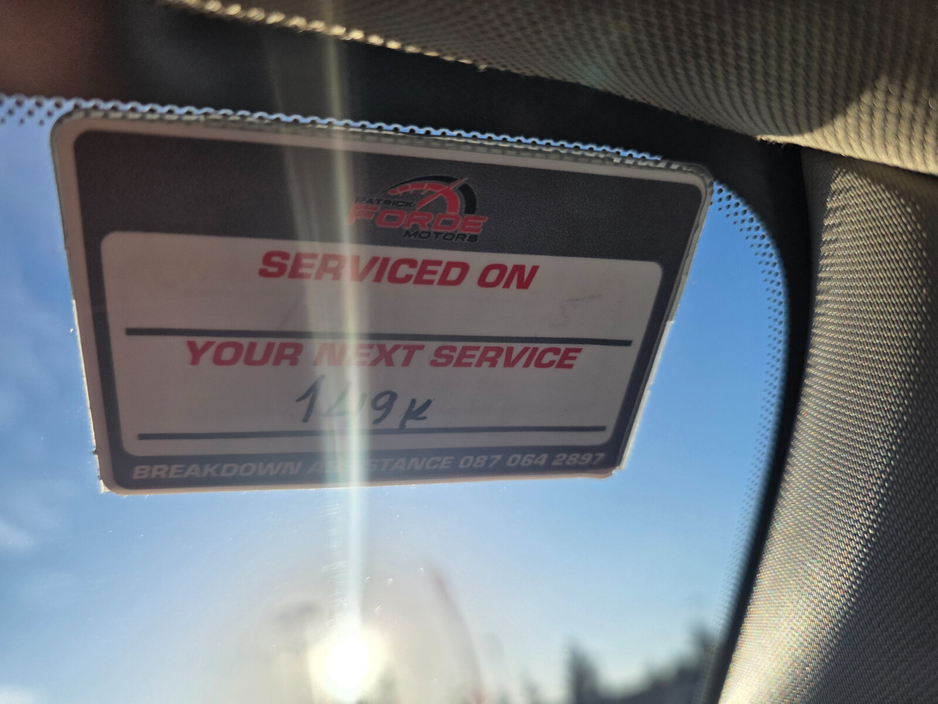 PATRICK
FORDE
MOTORS
SERVICED ON
YOUR NEXT SERVICE
149K
BREAKDOWN ASSISTANCE 087 064 2897